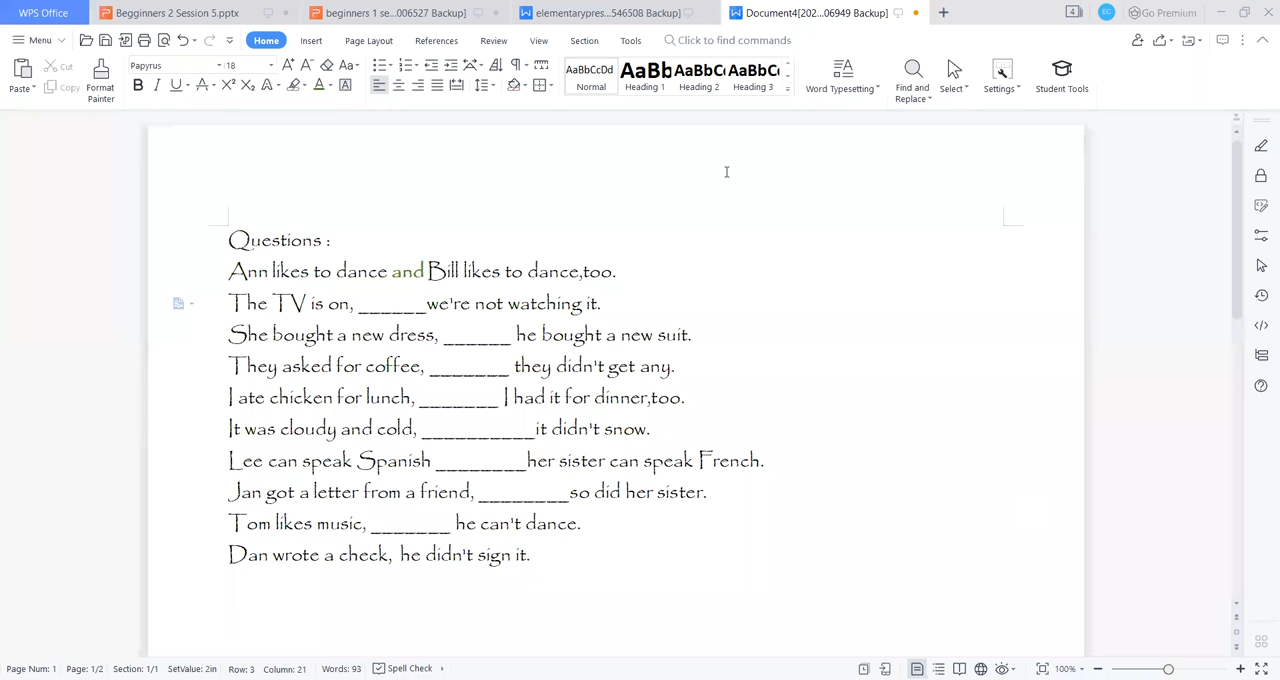 WPS Office Begginners 2 Session 5.pptx beginners 1 se....006527 Backup] elementarypres....546508 Backup] Document4[202...06949 Backup] + 4 EC Go Premium
Menu Home Insert Page Layout References Review View Section Tools Click to find commands
Paste Cut Copy Format Painter Papyrus 18 AaBbCcDd Normal AaBb Heading 1 AaBbC Heading 2 AaBbC Heading 3 Word Typesetting Find and Replace Select Settings Student Tools
Questions :
Ann likes to dance and Bill likes to dance,too.
The TV is on, ______we're not watching it.
She bought a new dress, ______ he bought a new suit.
They asked for coffee, _______ they didn't get any.
I ate chicken for lunch, _______ I had it for dinner,too.
It was cloudy and cold, __________it didn't snow.
Lee can speak Spanish ________her sister can speak French.
Jan got a letter from a friend, ________so did her sister.
Tom likes music, _______ he can't dance.
Dan wrote a check, he didn't sign it.
Page Num: 1 Page: 1/2 Section: 1/1 SetValue: 2in Row: 3 Column: 21 Words: 93 Spell Check 100%